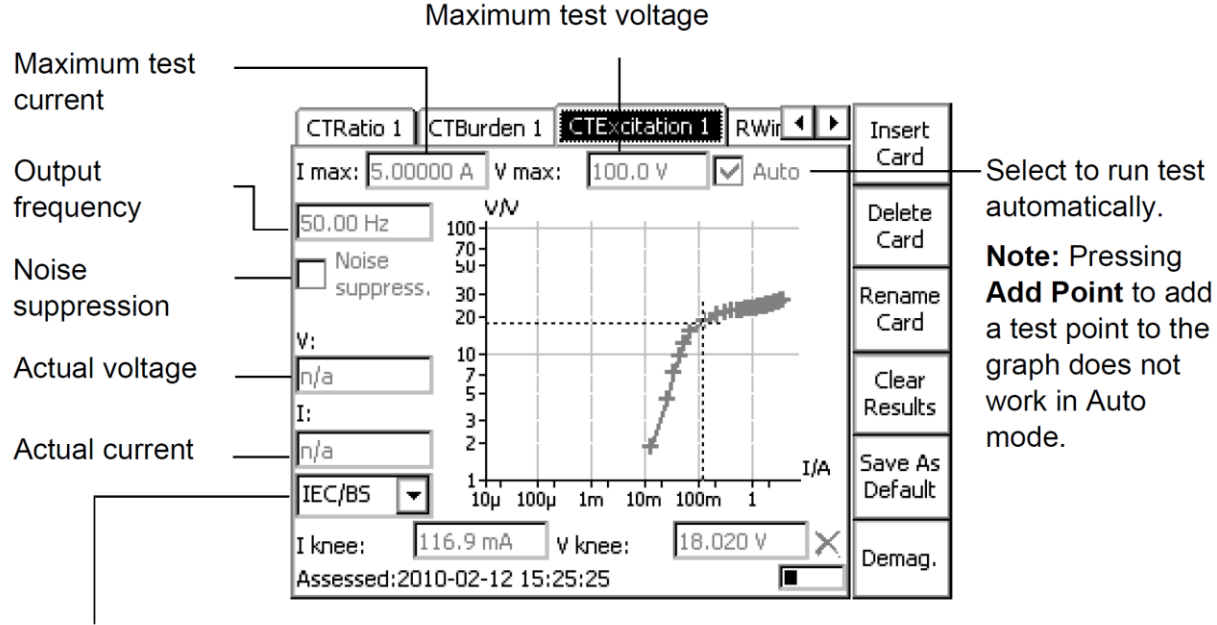 Maximum test voltage
Maximum test
current
Output
frequency
Noise
suppression
Actual voltage
Actual current
CTRatio 1 CTBurden 1 CTExcitation 1 RWir
I max: 5.00000 A V max: 100.0 V Auto
50.00 Hz
Noise
suppress.
V:
n/a
I:
n/a
IEC/BS
V/V
100
70
50
30
20
10
7
5
3
2
1
10µ 100µ 1m 10m 100m 1
I/A
I knee: 116.9 mA V knee: 18.020 V
Assessed:2010-02-12 15:25:25
Insert
Card
Delete
Card
Rename
Card
Clear
Results
Save As
Default
Demag.
Select to run test
automatically.
Note: Pressing
Add Point to add
a test point to the
graph does not
work in Auto
mode.